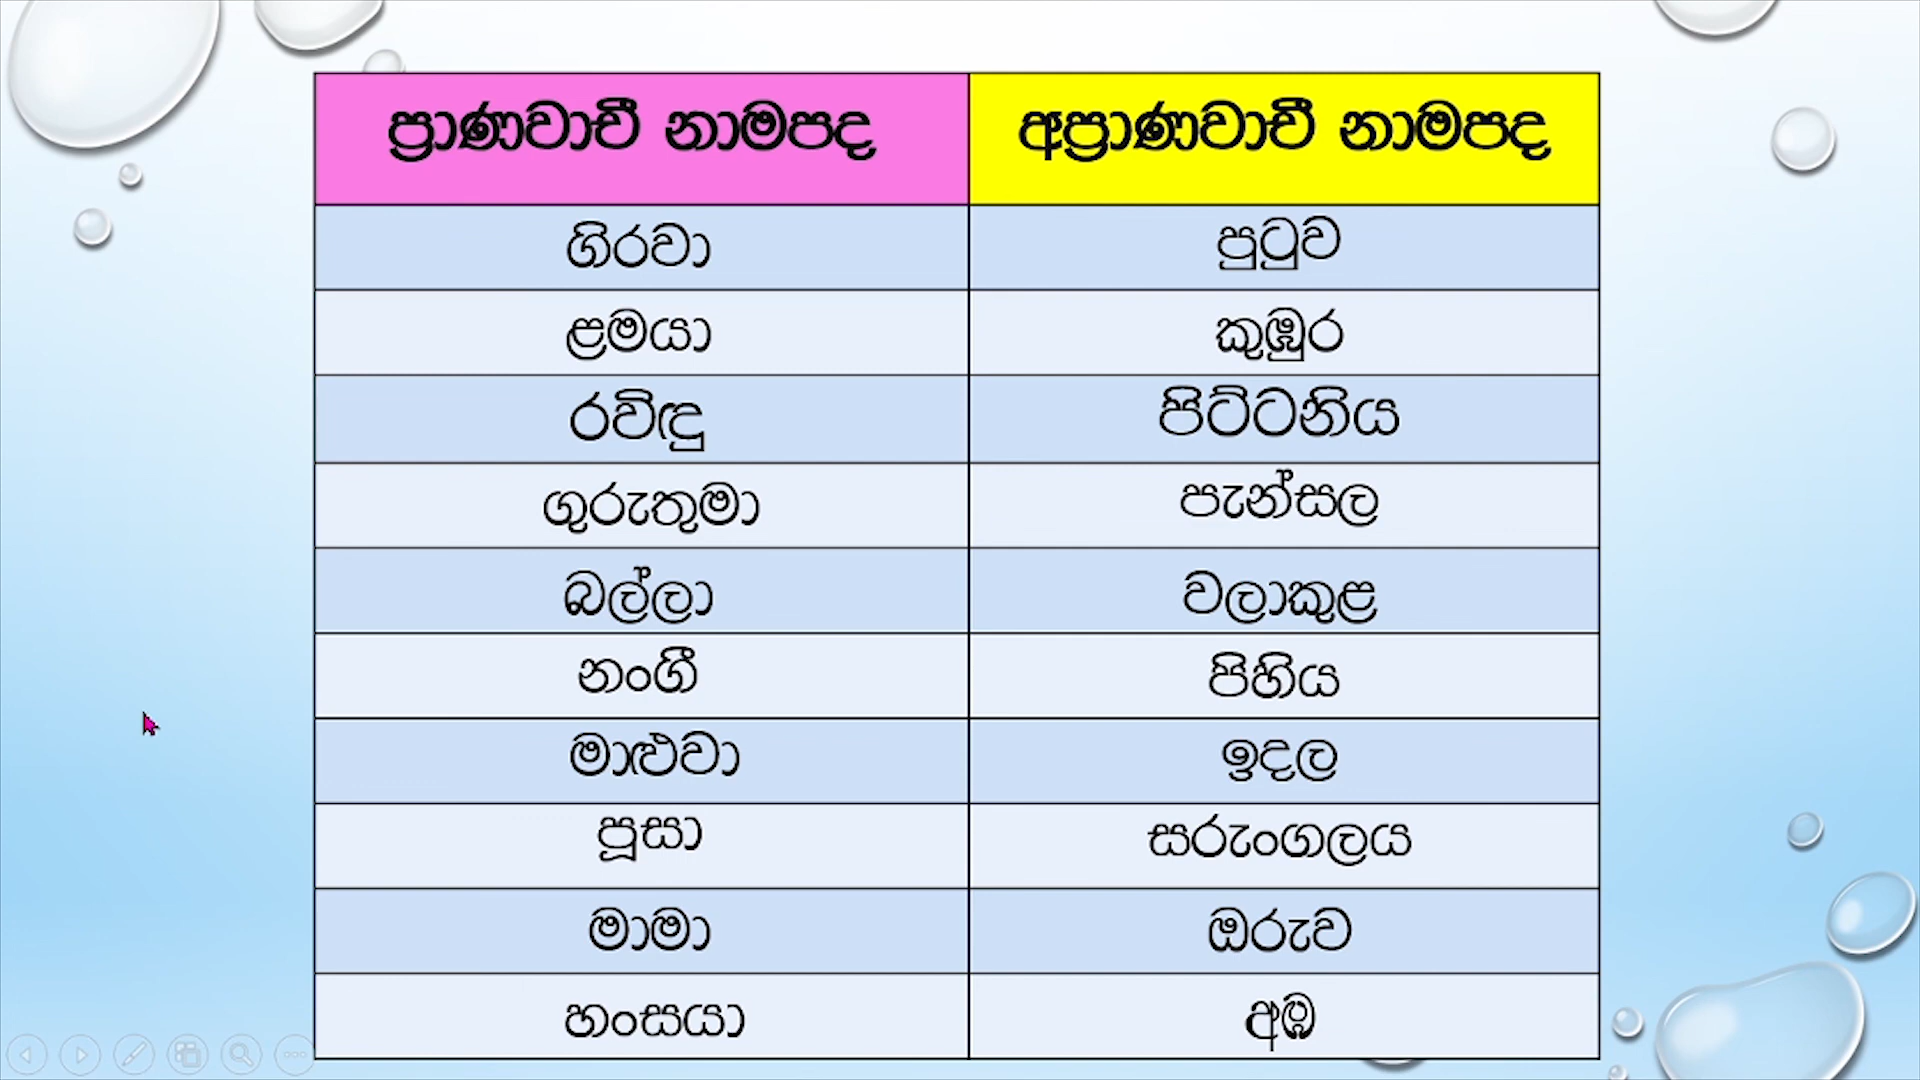 ප්‍රාණවාචී නාමපද අප්‍රාණවාචී නාමපද
ගිරවා පුටුව
ළමයා කුඹුර
රවිඳු පිට්ටනිය
ගුරුතුමා පැන්සල
බල්ලා වලාකුළ
නංගී පිහිය
මාළුවා ඉදල
පූසා සරුංගලය
මාමා ඔරුව
හංසයා අඹ